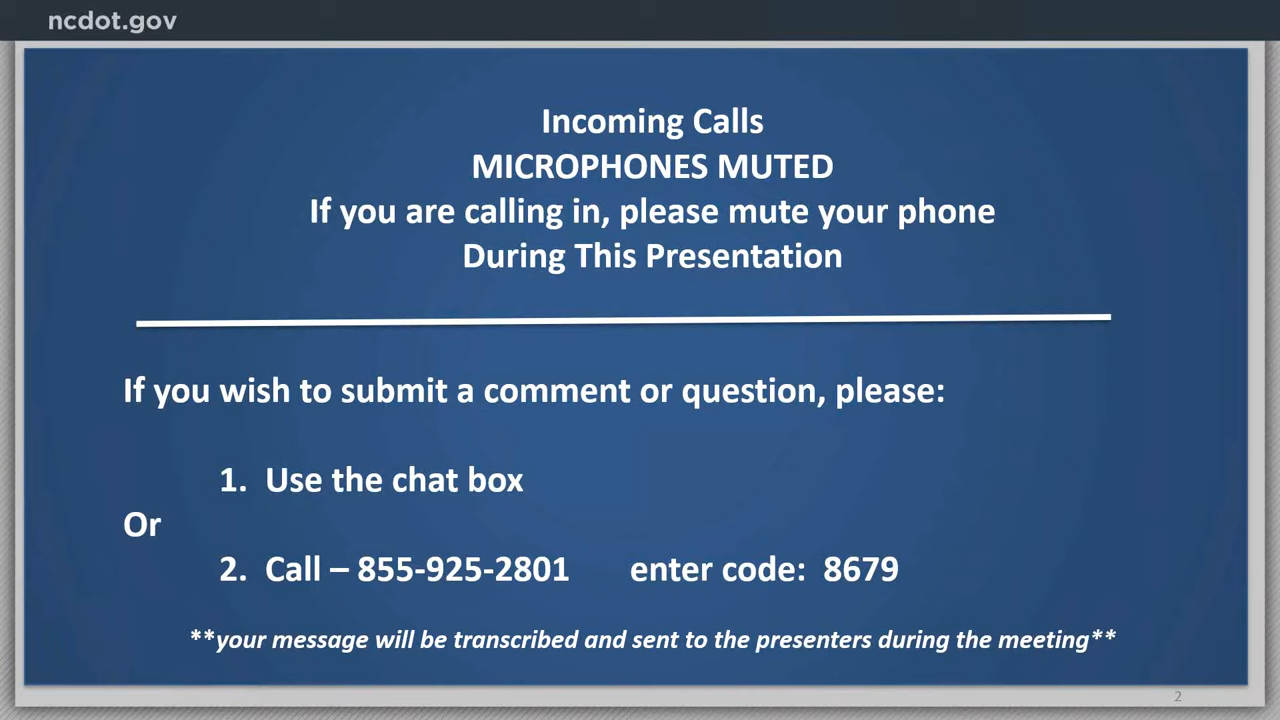 ncdot.gov
Incoming Calls
MICROPHONES MUTED
If you are calling in, please mute your phone
During This Presentation
If you wish to submit a comment or question, please:
1. Use the chat box
Or
2. Call – 855-925-2801 enter code: 8679
**your message will be transcribed and sent to the presenters during the meeting**
2